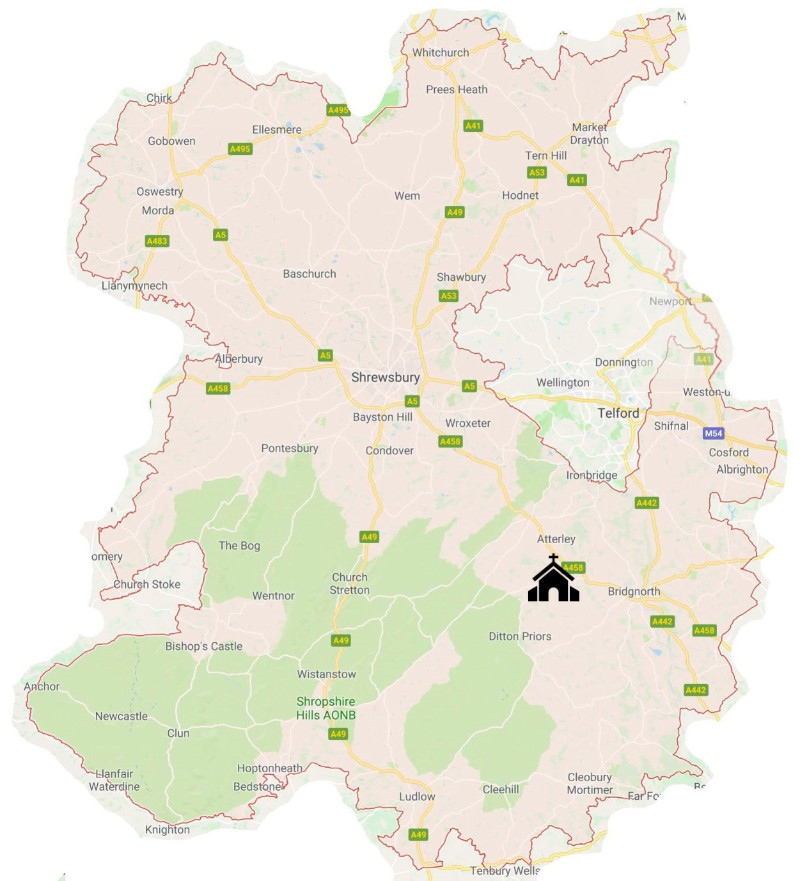 M
Whitchurch
Prees Heath
Chirk
A495
Ellesmere
A41
Market
Drayton
Gobowen
A495
Tern Hill
A53
A41
Oswestry
Wem
Hodnet
Morda
A49
A5
A483
Baschurch
Shawbury
Llanymynech
A53
Newport
Alberbury
A5
Donnington
A41
Shrewsbury
Wellington
A458
A5
Weston-u
A5
Telford
Bayston Hill
Wroxeter
Shifnal
M54
A458
Pontesbury
Condover
Cosford
Albrighton
Ironbridge
A442
A49
Atterley
The Bog
omery
A458
Church Stoke
Church
Stretton
Wentnor
Bridgnorth
A442
A458
Ditton Priors
A49
Bishop's Castle
Wistanstow
Anchor
A442
Shropshire
Hills AONB
Newcastle
Clun
A49
Llanfair
Waterdine
Hoptonheath
Bedstone
Cleobury
Mortimer
Ludlow
Cleehill
Knighton
A49
Tenbury Wells